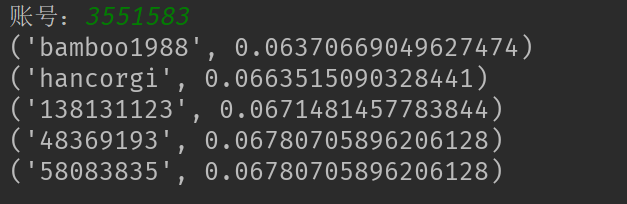 账号：3551583
('bamboo1988', 0.06370669049627474)
('hancorgi', 0.0663515090328441)
('138131123', 0.0671481457783844)
('48369193', 0.06780705896206128)
('58083835', 0.06780705896206128)